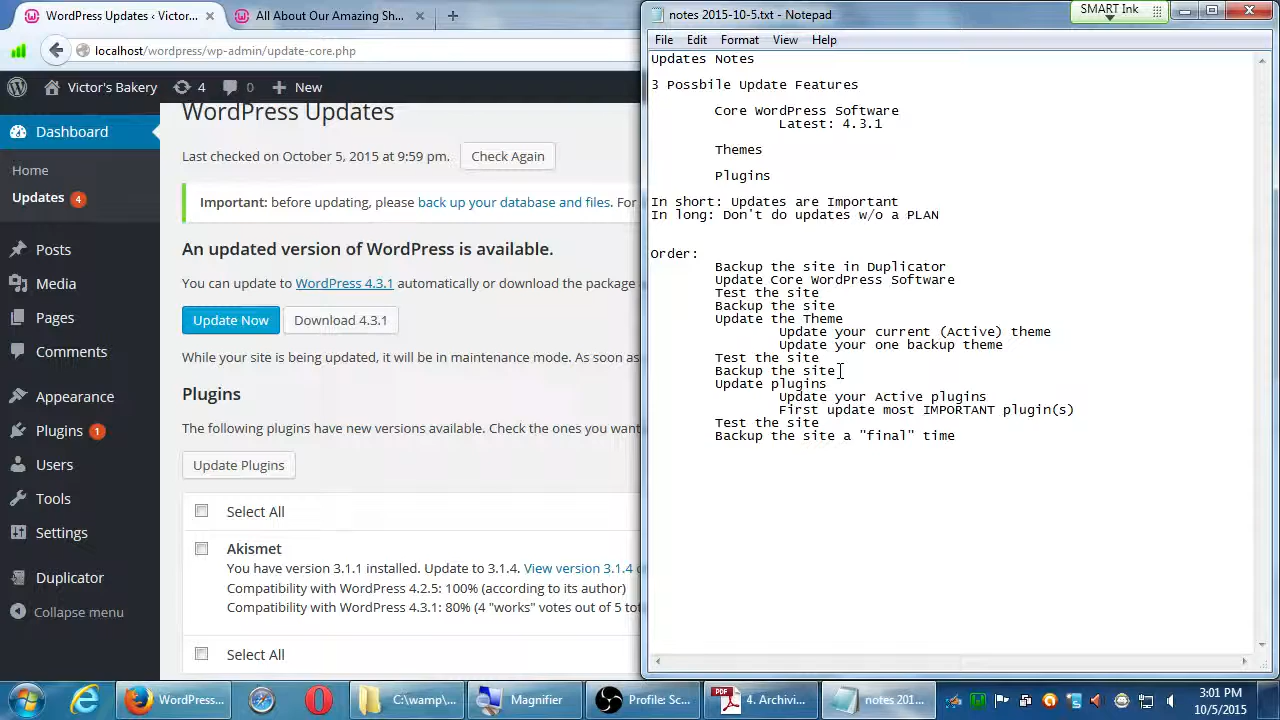 WordPress Updates ‹ Victor...
All About Our Amazing Sh...
localhost/wordpress/wp-admin/update-core.php
Victor's Bakery
4
0
New
Dashboard
Home
Updates 4
Posts
Media
Pages
Comments
Appearance
Plugins 1
Users
Tools
Settings
Duplicator
Collapse menu
WordPress Updates
Last checked on October 5, 2015 at 9:59 pm.
Check Again
Important: before updating, please back up your database and files. For
An updated version of WordPress is available.
You can update to WordPress 4.3.1 automatically or download the package
Update Now
Download 4.3.1
While your site is being updated, it will be in maintenance mode. As soon as
Plugins
The following plugins have new versions available. Check the ones you want
Update Plugins
Select All
Akismet
You have version 3.1.1 installed. Update to 3.1.4. View version 3.1.4
Compatibility with WordPress 4.2.5: 100% (according to its author)
Compatibility with WordPress 4.3.1: 80% (4 "works" votes out of 5
Select All
notes 2015-10-5.txt - Notepad
SMART Ink
File Edit Format View Help
Updates Notes
3 Possbile Update Features
Core WordPress Software
Latest: 4.3.1
Themes
Plugins
In short: Updates are Important
In long: Don't do updates w/o a PLAN
Order:
Backup the site in Duplicator
Update Core WordPress Software
Test the site
Backup the site
Update the Theme
Update your current (Active) theme
Update your one backup theme
Test the site
Backup the site
Update plugins
Update your Active plugins
First update most IMPORTANT plugin(s)
Test the site
Backup the site a "final" time
WordPress...
C:\wamp\...
Magnifier
Profile: Sc...
PDF
4. Archivi...
notes 201...
3:01 PM
10/5/2015